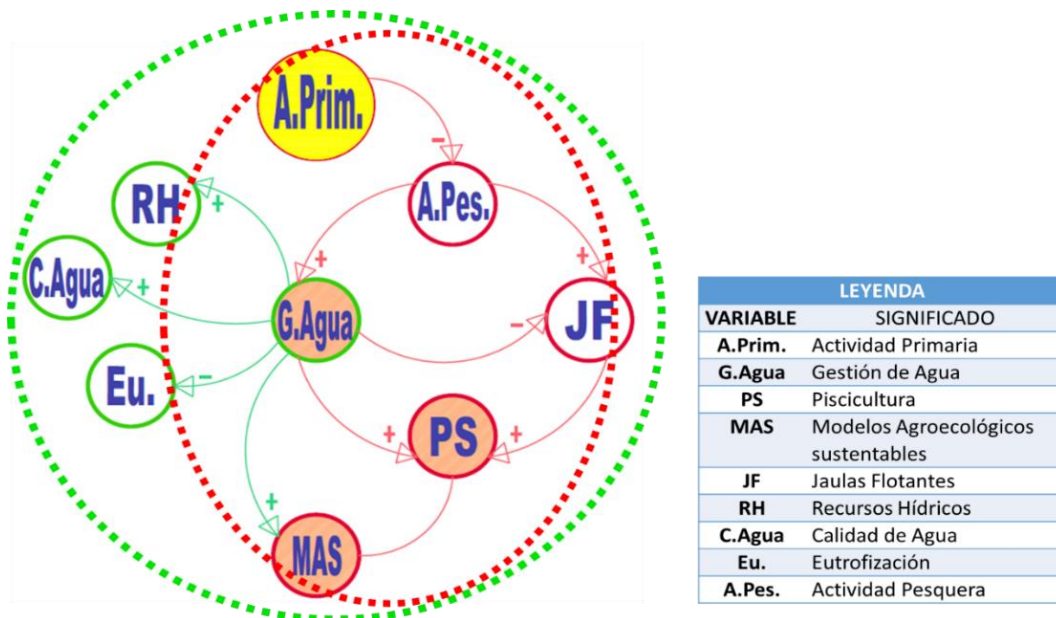 A.Prim.
−
RH
+
A.Pes.
C.Agua
+
+
+
G.Agua
−
JF
Eu.
−
+
PS
+
+
MAS
LEYENDA
VARIABLE SIGNIFICADO
A.Prim. Actividad Primaria
G.Agua Gestión de Agua
PS Piscicultura
MAS Modelos Agroecológicos
sustentables
JF Jaulas Flotantes
RH Recursos Hídricos
C.Agua Calidad de Agua
Eu. Eutrofización
A.Pes. Actividad Pesquera